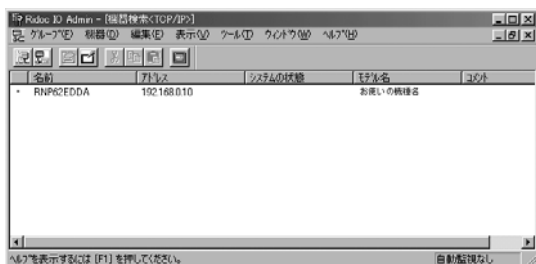 Ridoc IO Admin - [機器検索<TCP/IP>]
グループ(E) 機器(D) 編集(E) 表示(V) ツール(T) ウィンドウ(W) ヘルプ(H)
名前 アドレス システムの状態 モデル名 コメント
RNP62EDDA 192.168.0.10 お使いの機種名
ヘルプを表示するには [F1] を押してください。 自動監視なし